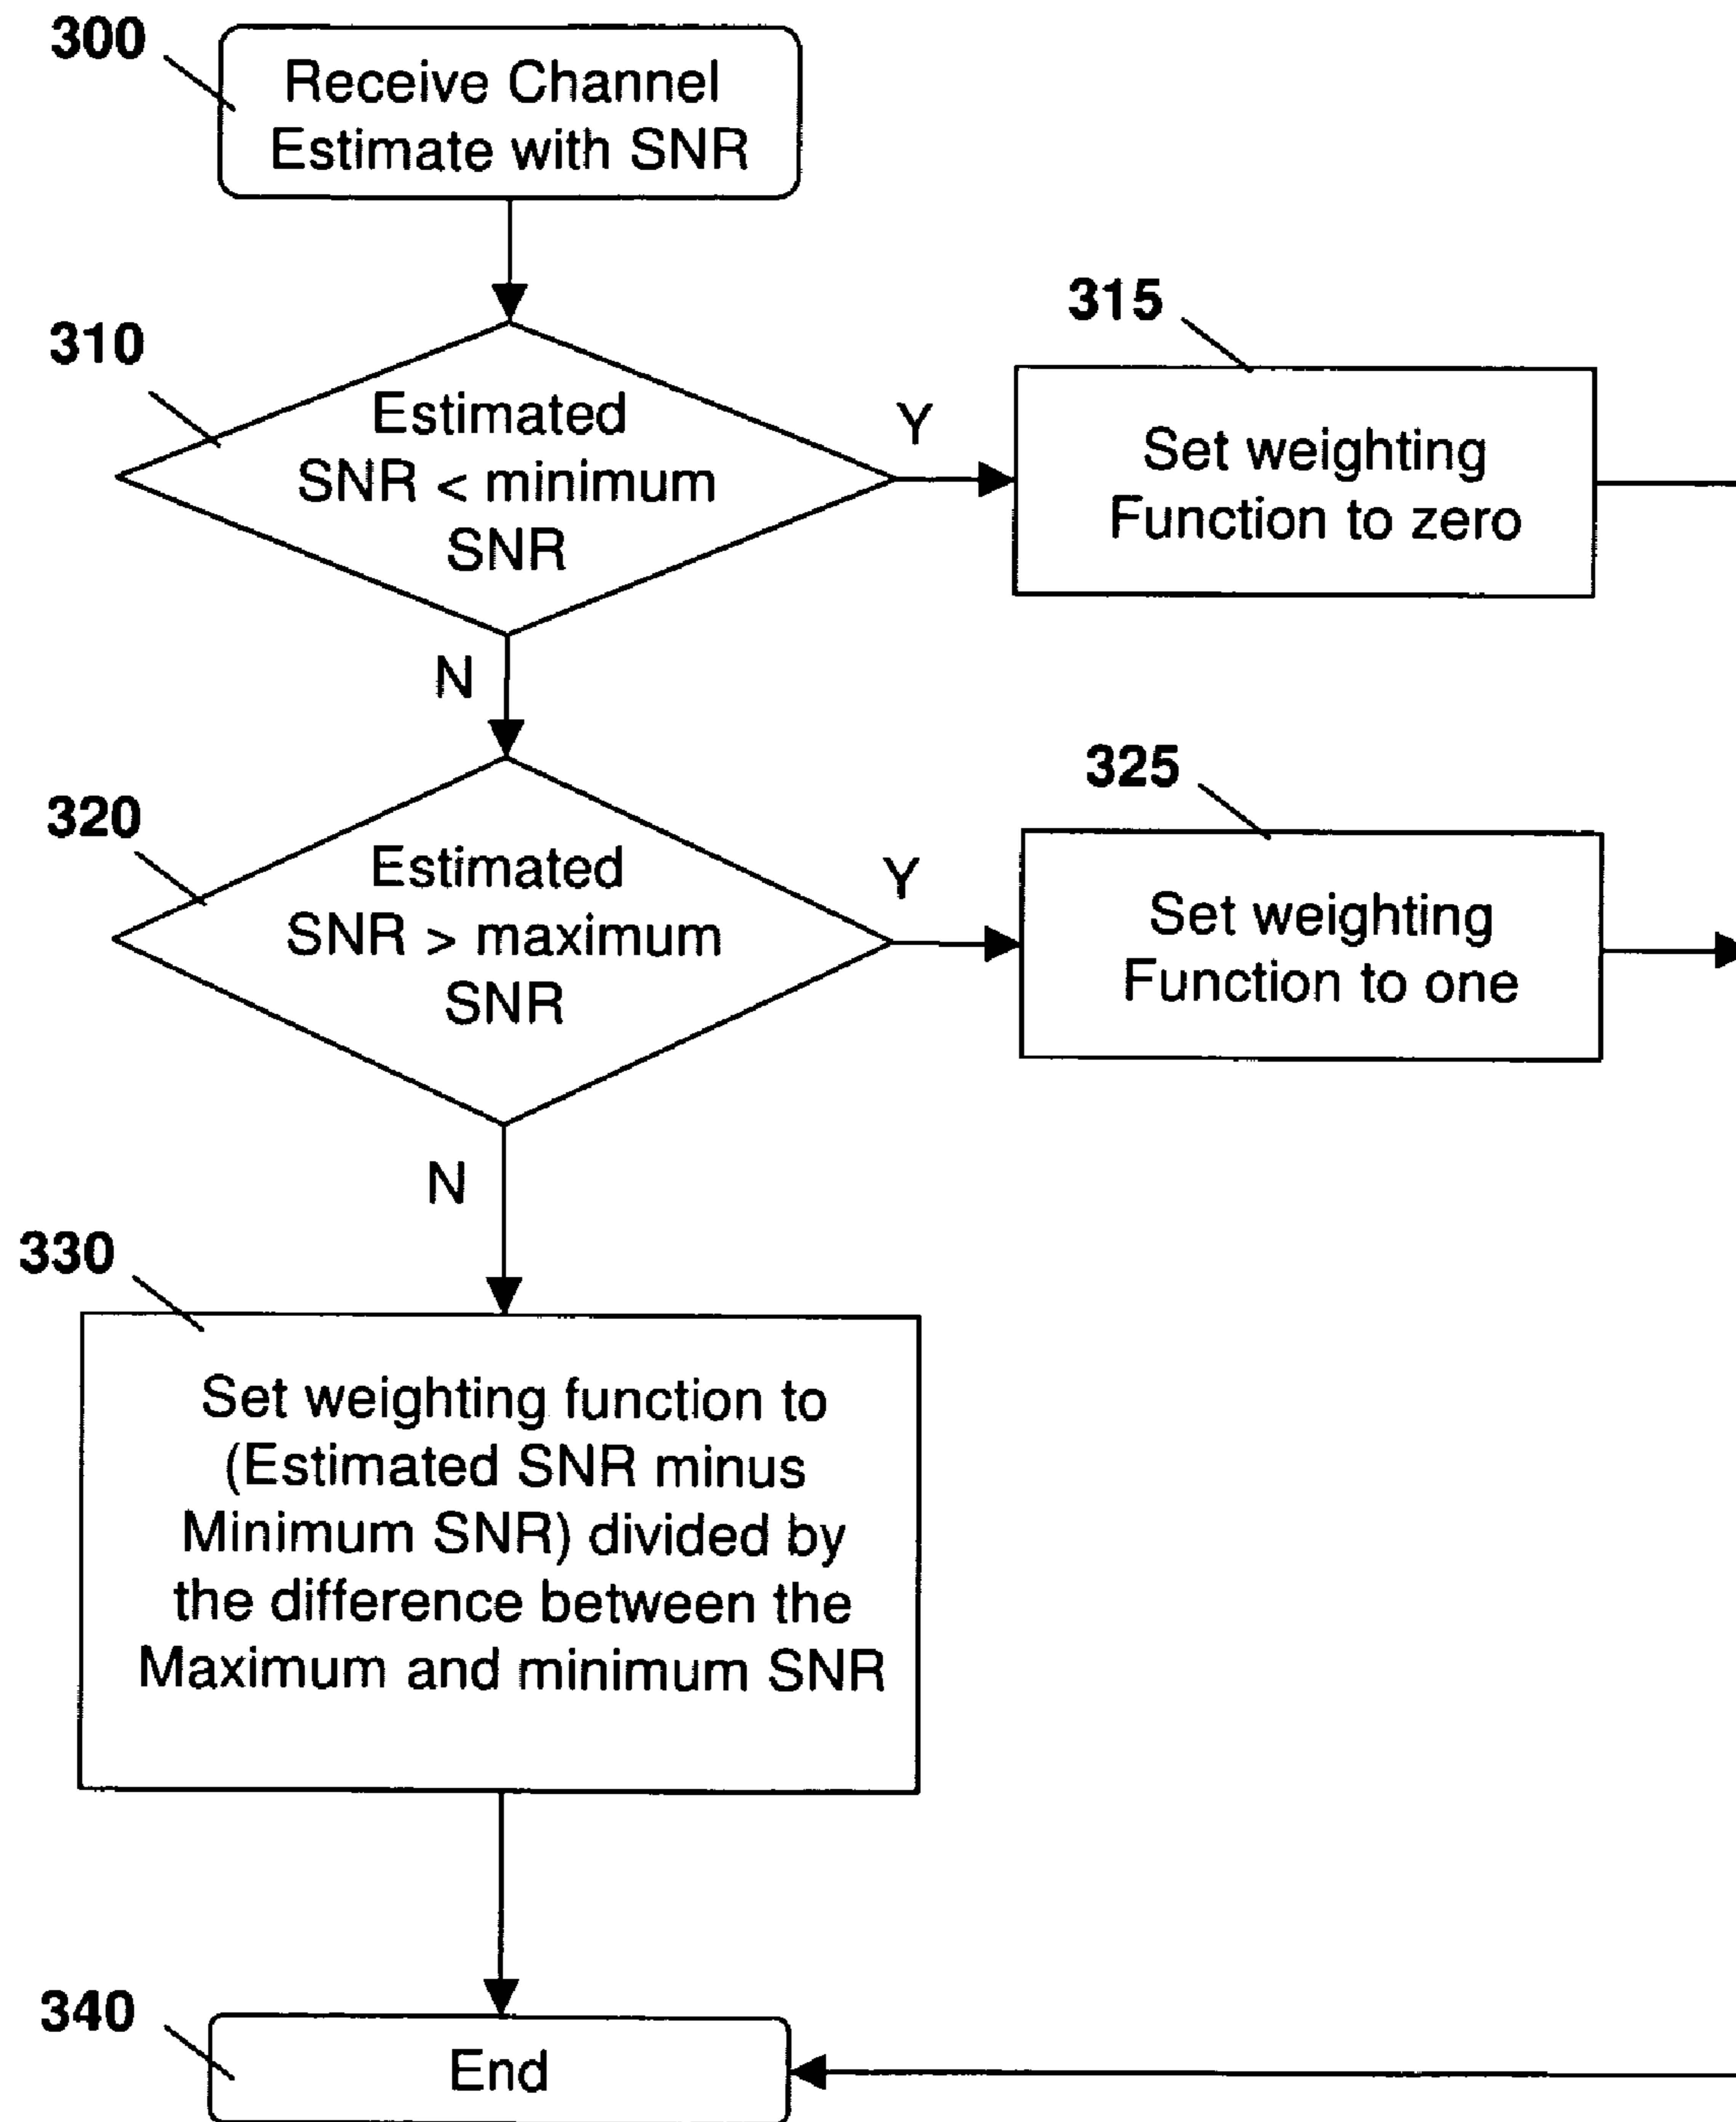 300
Receive Channel
Estimate with SNR
310
Estimated
SNR < minimum
SNR
Y
315
Set weighting
Function to zero
N
320
Estimated
SNR > maximum
SNR
Y
325
Set weighting
Function to one
N
330
Set weighting function to
(Estimated SNR minus
Minimum SNR) divided by
the difference between the
Maximum and minimum SNR
340
End